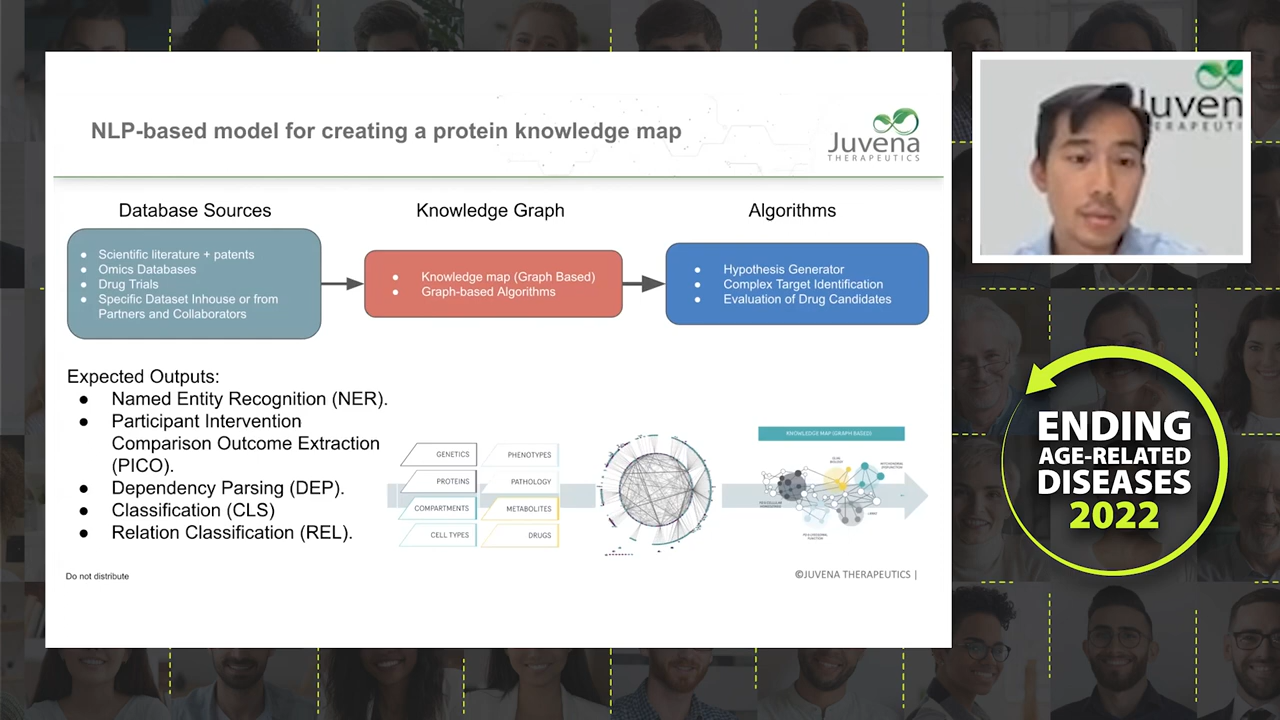 NLP-based model for creating a protein knowledge map
Juvena
THERAPEUTICS
Database Sources
Knowledge Graph
Algorithms
● Scientific literature + patents
● Omics Databases
● Drug Trials
● Specific Dataset Inhouse or from
Partners and Collaborators
● Knowledge map (Graph Based)
● Graph-based Algorithms
● Hypothesis Generator
● Complex Target Identification
● Evaluation of Drug Candidates
Expected Outputs:
● Named Entity Recognition (NER).
● Participant Intervention
Comparison Outcome Extraction
(PICO).
● Dependency Parsing (DEP).
● Classification (CLS)
● Relation Classification (REL).
GENETICS
PHENOTYPES
PROTEINS
PATHOLOGY
COMPARTMENTS
METABOLITES
CELL TYPES
DRUGS
KNOWLEDGE MAP (GRAPH BASED)
Do not distribute
©JUVENA THERAPEUTICS |
Juven
ERAPEUTI
ENDING
AGE-RELATED
DISEASES
2022